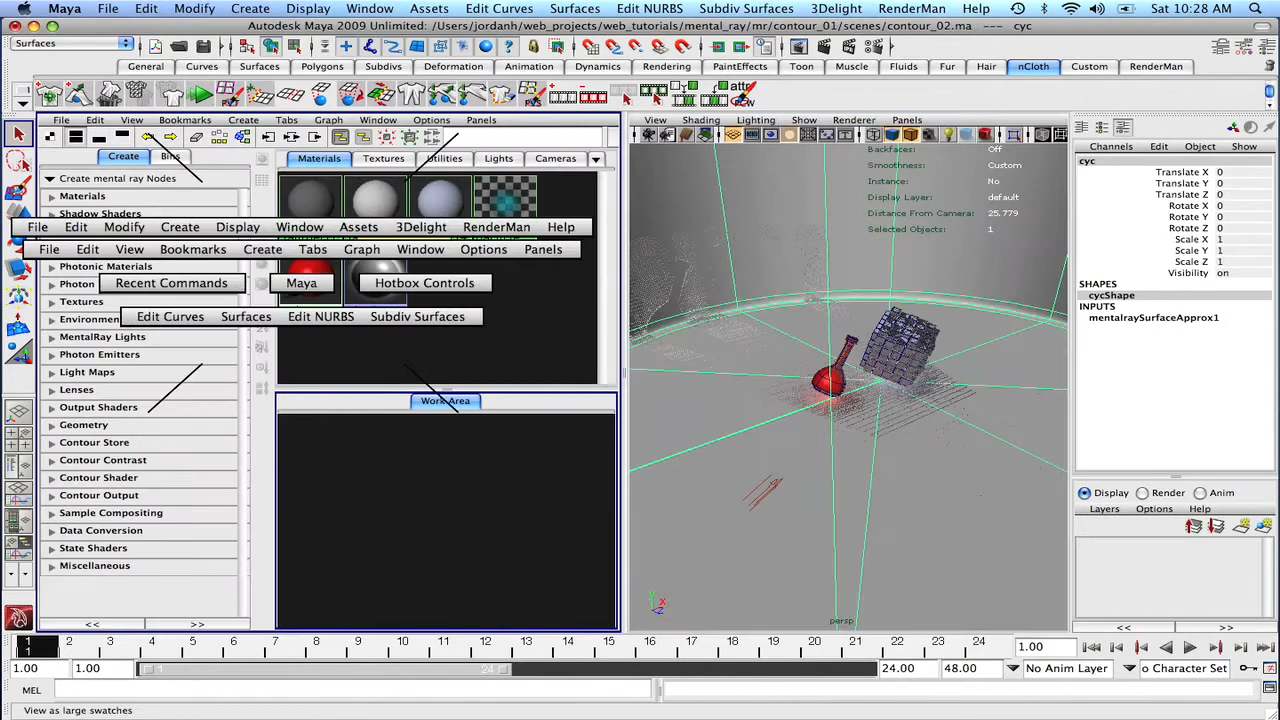 Maya File Edit Modify Create Display Window Assets Edit Curves Surfaces Edit NURBS Subdiv Surfaces 3Delight RenderMan Help Sat 10:28 AM
Autodesk Maya 2009 Unlimited: /Users/jordanh/web_projects/web_tutorials/mental_ray/mr/contour_01/scenes/contour_02.ma --- cyc
Surfaces
General Curves Surfaces Polygons Subdivs Deformation Animation Dynamics Rendering PaintEffects Toon Muscle Fluids Fur Hair nCloth Custom RenderMan
File Edit View Bookmarks Create Tabs Graph Window Options Panels
View Shading Lighting Show Renderer Panels
Channels Edit Object Show
Create Bins
Materials Textures Utilities Lights Cameras
Create mental ray Nodes
Materials
Shadow Shaders
File Edit Modify Create Display Window Assets 3Delight RenderMan Help
File Edit View Bookmarks Create Tabs Graph Window Options Panels
Photonic Materials
Recent Commands Maya Hotbox Controls
Photon
Textures
Edit Curves Surfaces Edit NURBS Subdiv Surfaces
MentalRay Lights
Photon Emitters
Light Maps
Lenses
Output Shaders
Geometry
Contour Store
Contour Contrast
Contour Shader
Contour Output
Sample Compositing
Data Conversion
State Shaders
Miscellaneous
<< >>
Work Area
Backfaces: Off
Smoothness: Custom
Instance: No
Display Layer: default
Distance From Camera: 25.779
Selected Objects: 1
y x z
persp
cyc
Translate X 0
Translate Y 0
Translate Z 0
Rotate X 0
Rotate Y 0
Rotate Z 0
Scale X 1
Scale Y 1
Scale Z 1
Visibility on
SHAPES
cycShape
INPUTS
mentalraySurfaceApprox1
Display Render Anim
Layers Options Help
<< >>
1 2 3 4 5 6 7 8 9 10 11 12 13 14 15 16 17 18 19 20 21 22 23 24
1
1.00
1.00 1.00 1 24 24.00 48.00 No Anim Layer o Character Set
MEL
View as large swatches